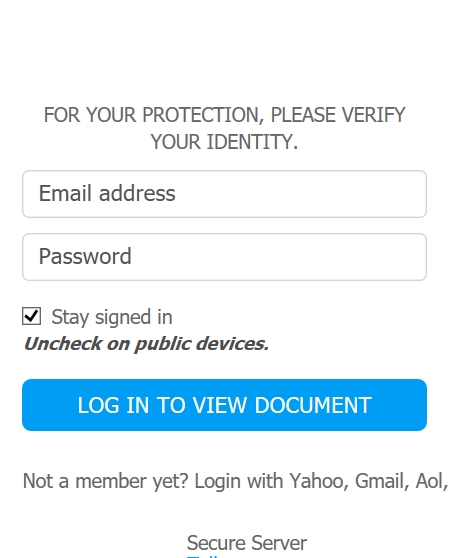 FOR YOUR PROTECTION, PLEASE VERIFY
YOUR IDENTITY.
Email address
Password
Stay signed in
Uncheck on public devices.
LOG IN TO VIEW DOCUMENT
Not a member yet? Login with Yahoo, Gmail, Aol,
Secure Server